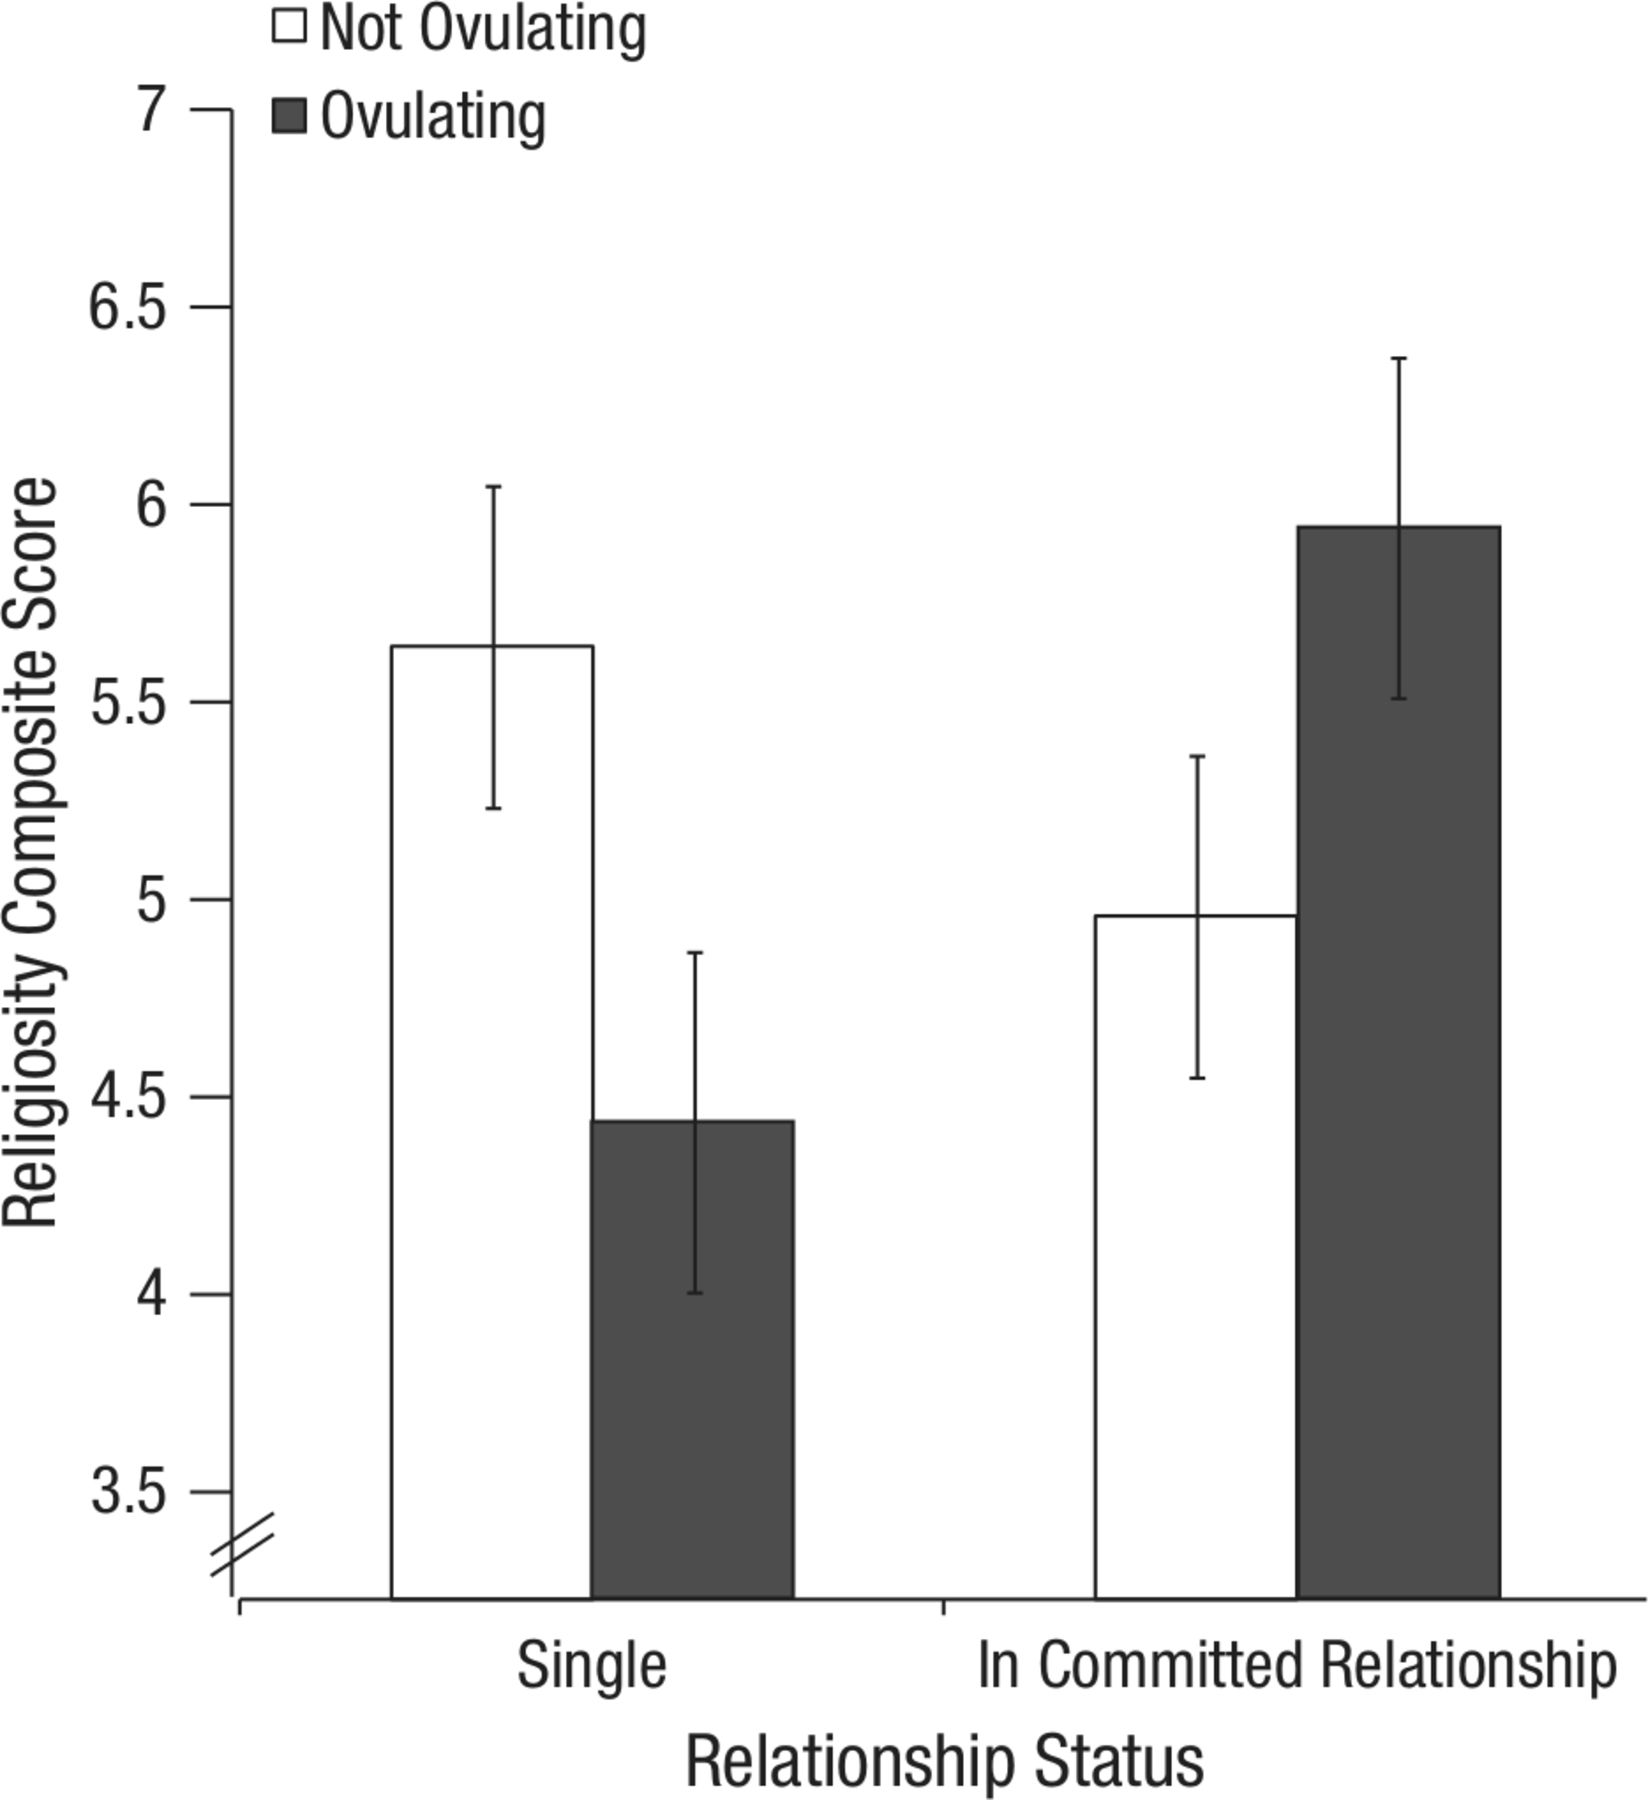 Not Ovulating
Ovulating
7
6.5
6
5.5
5
4.5
4
3.5
Religiosity Composite Score
Single
In Committed Relationship
Relationship Status